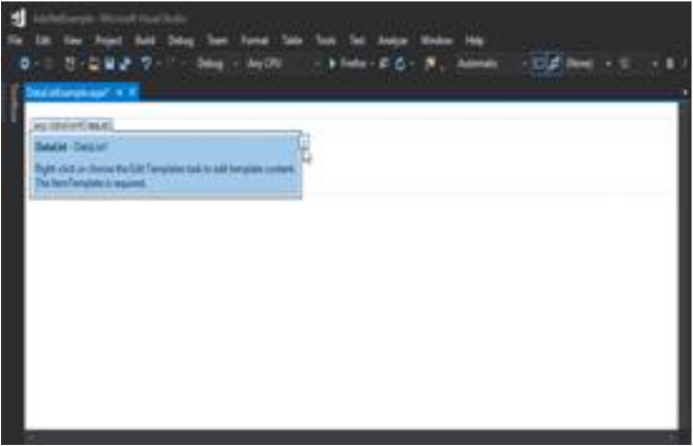 AspNetExample - Microsoft Visual Studio
File Edit View Project Build Debug Team Format Table Tools Test Analyze Window Help
Debug Any CPU Firefox Automatic (None)
DataListExample.aspx*
asp:datalist#DataList1
DataList - DataList1
Right-click or choose the Edit Templates task to edit template content.
The ItemTemplate is required.